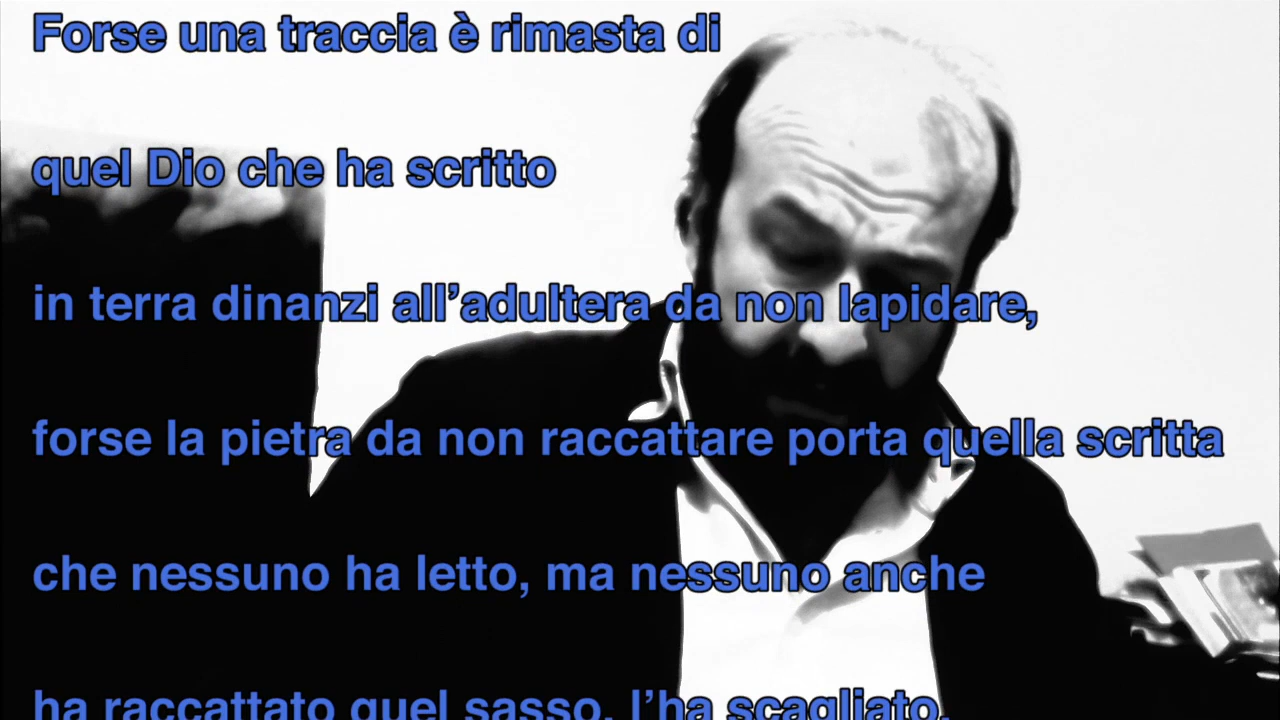 Forse una traccia è rimasta di
quel Dio che ha scritto
in terra dinanzi all’adultera da non lapidare,
forse la pietra da non raccattare porta quella scritta
che nessuno ha letto, ma nessuno anche
ha raccattato quel sasso, l’ha scagliato.